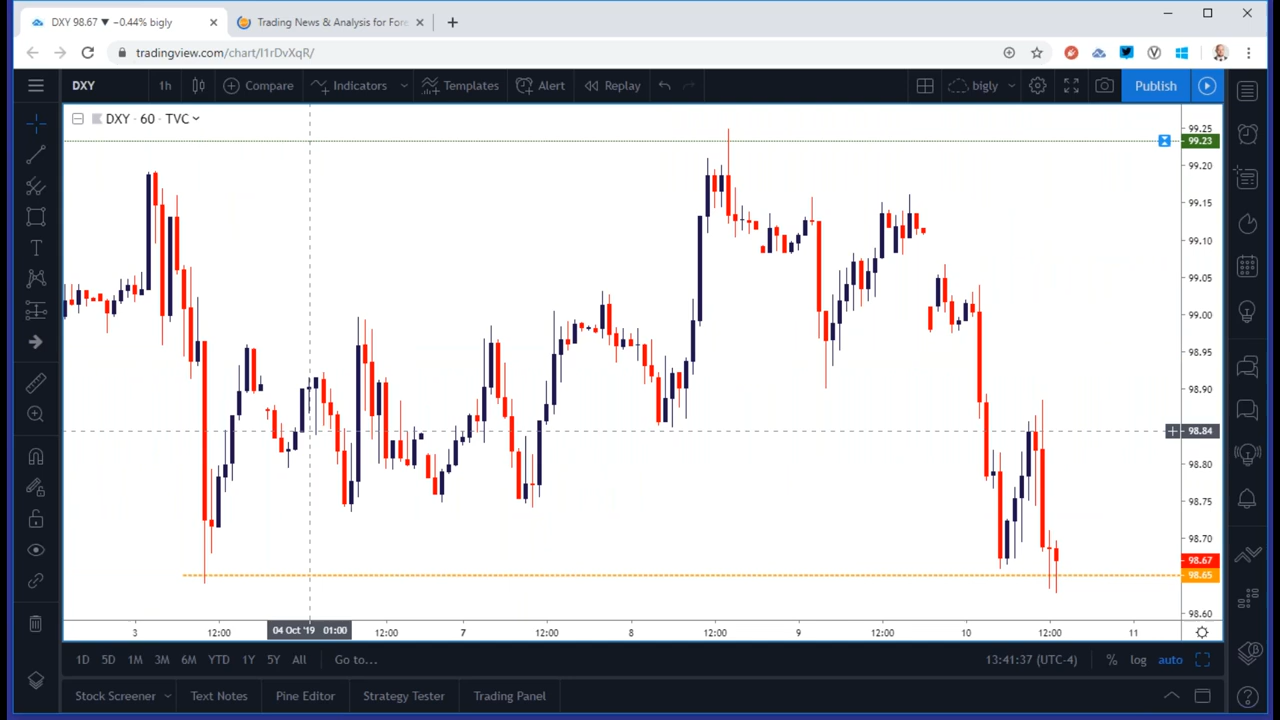 DXY 98.67 ▼ −0.44% bigly
Trading News & Analysis for Fore
tradingview.com/chart/I1rDvXqR/
DXY 1h Compare Indicators Templates Alert Replay bigly Publish
DXY · 60 · TVC
99.25
99.23
99.20
99.15
99.10
99.05
99.00
98.95
98.90
98.84
98.80
98.75
98.70
98.67
98.65
98.60
3 12:00 04 Oct '19 01:00 12:00 7 12:00 8 12:00 9 12:00 10 12:00 11
1D 5D 1M 3M 6M YTD 1Y 5Y All Go to... 13:41:37 (UTC-4) % log auto
Stock Screener Text Notes Pine Editor Strategy Tester Trading Panel